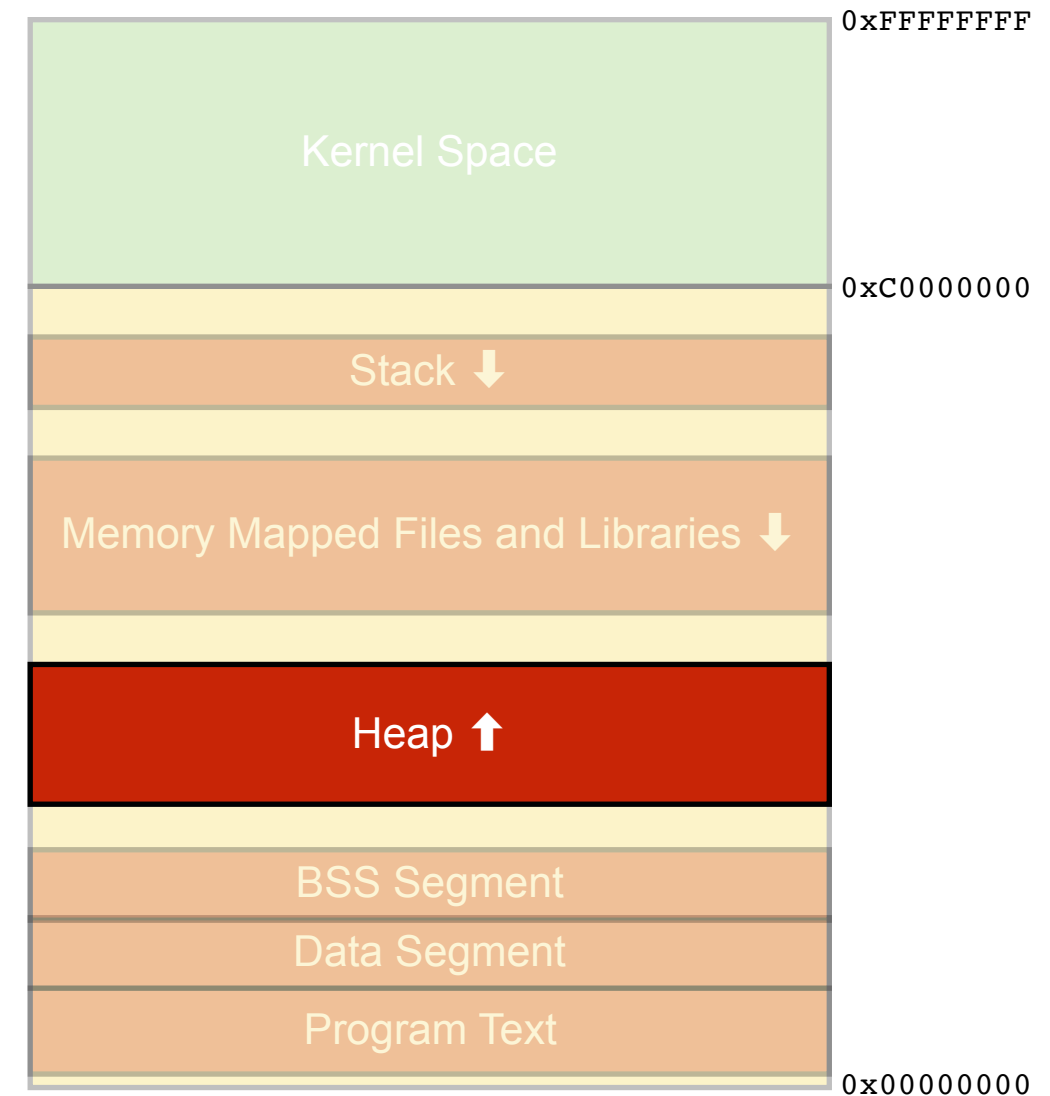 0xFFFFFFFF
Kernel Space
0xC0000000
Stack ⬇
Memory Mapped Files and Libraries ⬇
Heap ⬆
BSS Segment
Data Segment
Program Text
0x00000000